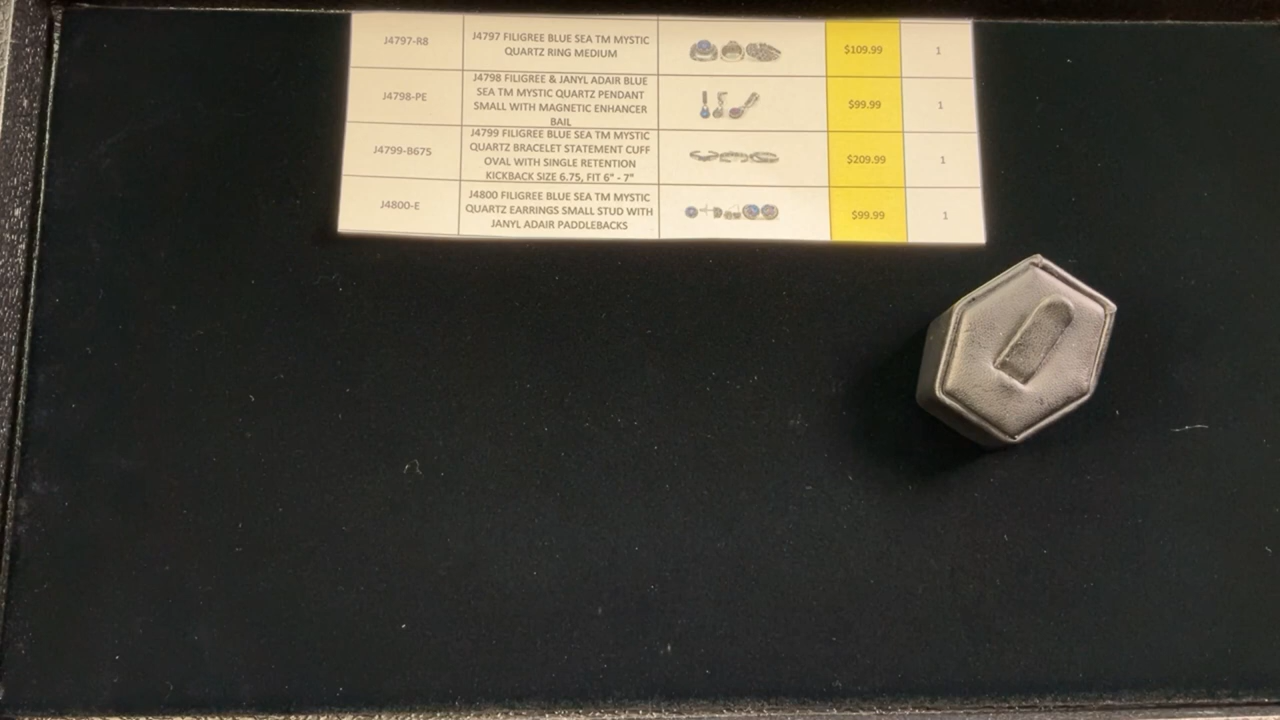 J4797-R8
J4797 FILIGREE BLUE SEA TM MYSTIC
QUARTZ RING MEDIUM
$109.99
1
J4798-PE
J4798 FILIGREE & JANYL ADAIR BLUE
SEA TM MYSTIC QUARTZ PENDANT
SMALL WITH MAGNETIC ENHANCER
BAIL
$99.99
1
J4799-B675
J4799 FILIGREE BLUE SEA TM MYSTIC
QUARTZ BRACELET STATEMENT CUFF
OVAL WITH SINGLE RETENTION
KICKBACK SIZE 6.75, FIT 6" - 7"
$209.99
1
J4800-E
J4800 FILIGREE BLUE SEA TM MYSTIC
QUARTZ EARRINGS SMALL STUD WITH
JANYL ADAIR PADDLEBACKS
$99.99
1